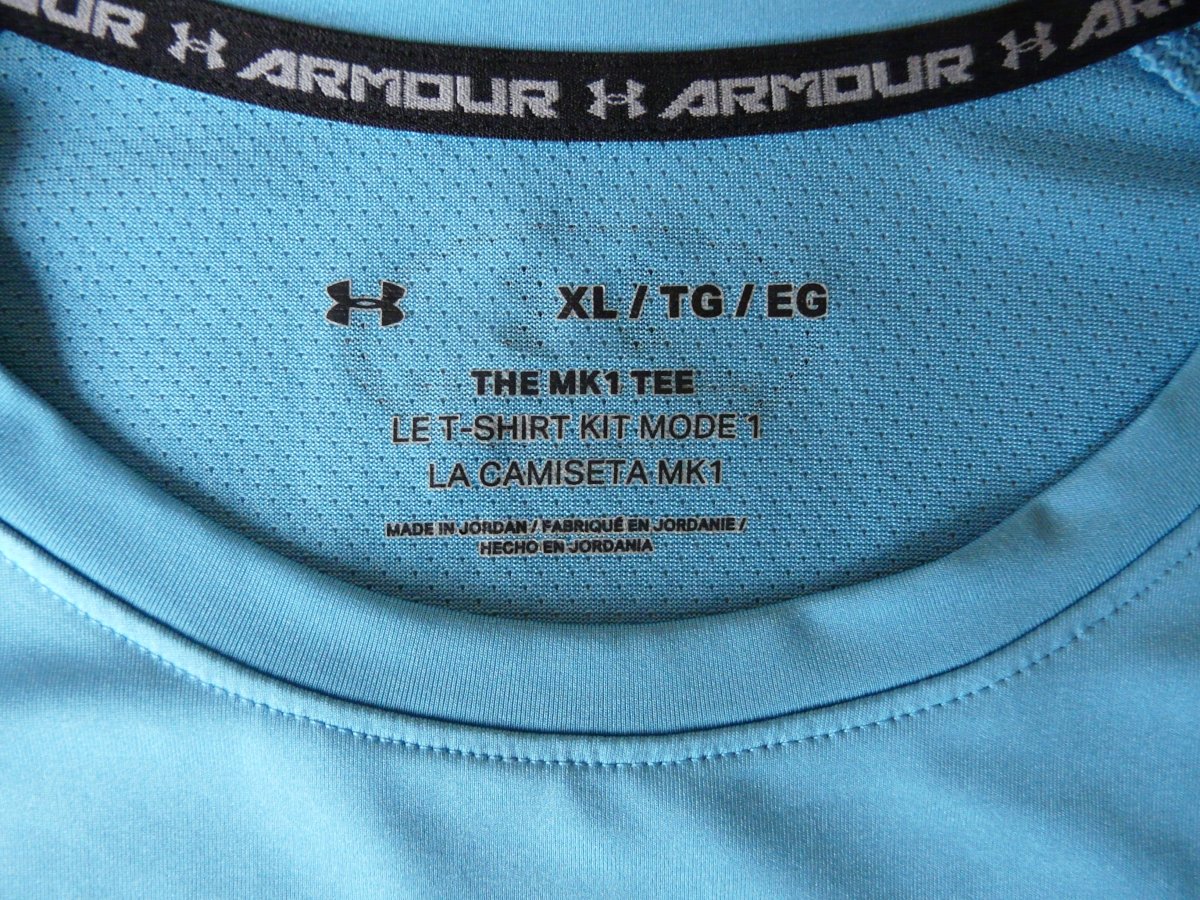 ARMOUR ARMOUR ARMOUR
XL / TG / EG
THE MK1 TEE
LE T-SHIRT KIT MODE 1
LA CAMISETA MK1
MADE IN JORDAN / FABRIQUÉ EN JORDANIE /
HECHO EN JORDANIA